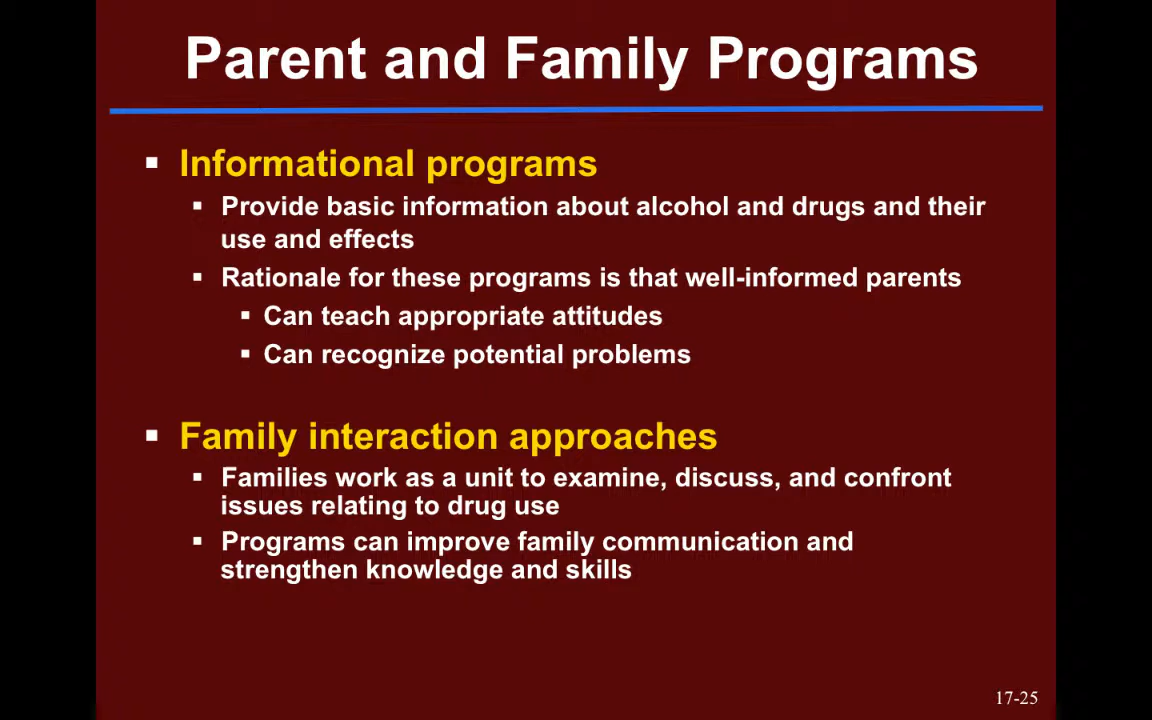 Parent and Family Programs
▪ Informational programs
▪ Provide basic information about alcohol and drugs and their
use and effects
▪ Rationale for these programs is that well-informed parents
▪ Can teach appropriate attitudes
▪ Can recognize potential problems
▪ Family interaction approaches
▪ Families work as a unit to examine, discuss, and confront
issues relating to drug use
▪ Programs can improve family communication and
strengthen knowledge and skills
17-25